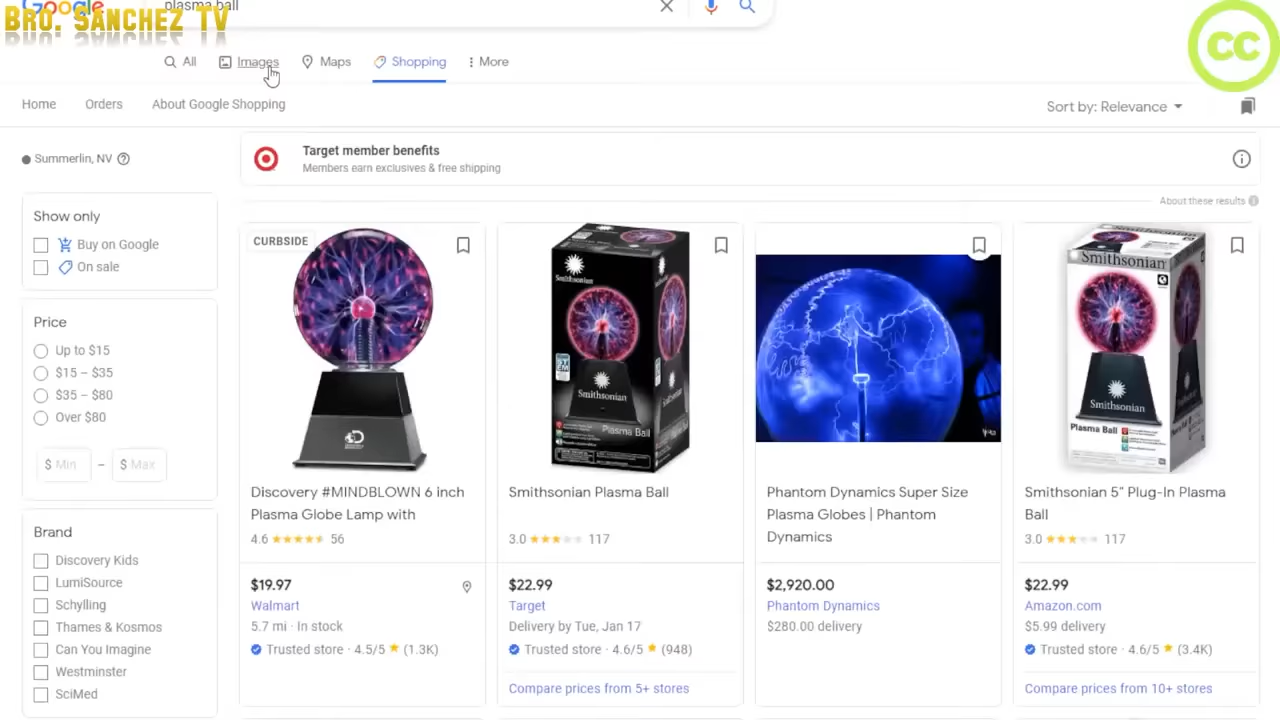 Google
BRO. SANCHEZ TV
plasma ball
CC
All
Images
Maps
Shopping
More
Home
Orders
About Google Shopping
Sort by: Relevance
Summerlin, NV
Target member benefits
Members earn exclusives & free shipping
About these results
Show only
Buy on Google
On sale
Price
Up to $15
$15 – $35
$35 – $80
Over $80
$ Min – $ Max
Brand
Discovery Kids
LumiSource
Schylling
Thames & Kosmos
Can You Imagine
Westminster
SciMed
CURBSIDE
Discovery #MINDBLOWN 6 inch
Plasma Globe Lamp with
4.6 56
$19.97
Walmart
5.7 mi · In stock
Trusted store · 4.5/5 ★ (1.3K)
Smithsonian
Smithsonian
Plasma Ball
Smithsonian Plasma Ball
3.0 117
$22.99
Target
Delivery by Tue, Jan 17
Trusted store · 4.6/5 ★ (948)
Compare prices from 5+ stores
Phantom Dynamics Super Size
Plasma Globes | Phantom
Dynamics
$2,920.00
Phantom Dynamics
$280.00 delivery
Smithsonian
Smithsonian
Plasma Ball
Smithsonian 5" Plug-In Plasma
Ball
3.0 117
$22.99
Amazon.com
$5.99 delivery
Trusted store · 4.6/5 ★ (3.4K)
Compare prices from 10+ stores